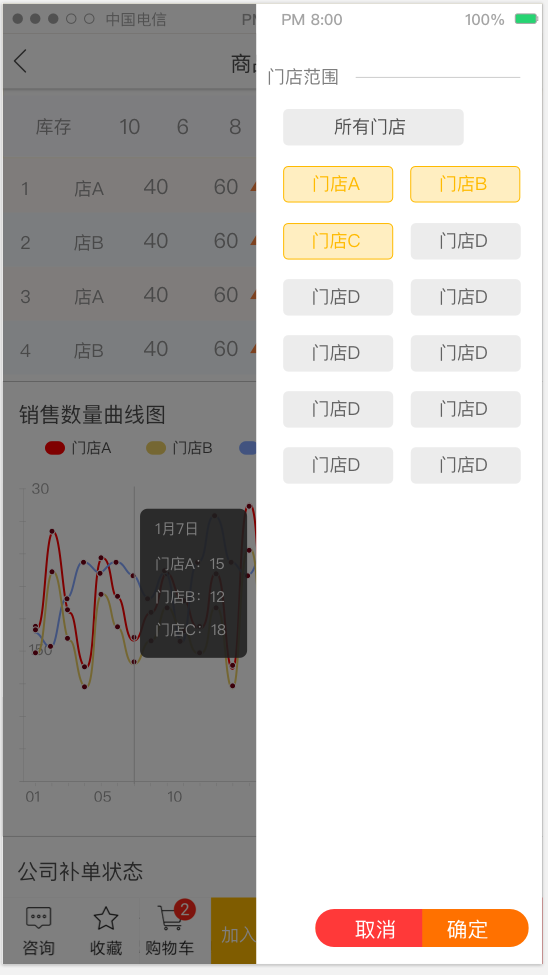 中国电信
PM
PM 8:00
100%
商品
门店范围
所有门店
门店A 门店B
门店C 门店D
门店D 门店D
门店D 门店D
门店D 门店D
门店D 门店D
库存 10 6 8
1 店A 40 60
2 店B 40 60
3 店A 40 60
4 店B 40 60
销售数量曲线图
门店A 门店B
30
1月7日
门店A: 15
门店B: 12
门店C: 18
150
01 05 10
公司补单状态
咨询 收藏 购物车 2 加入
取消 确定